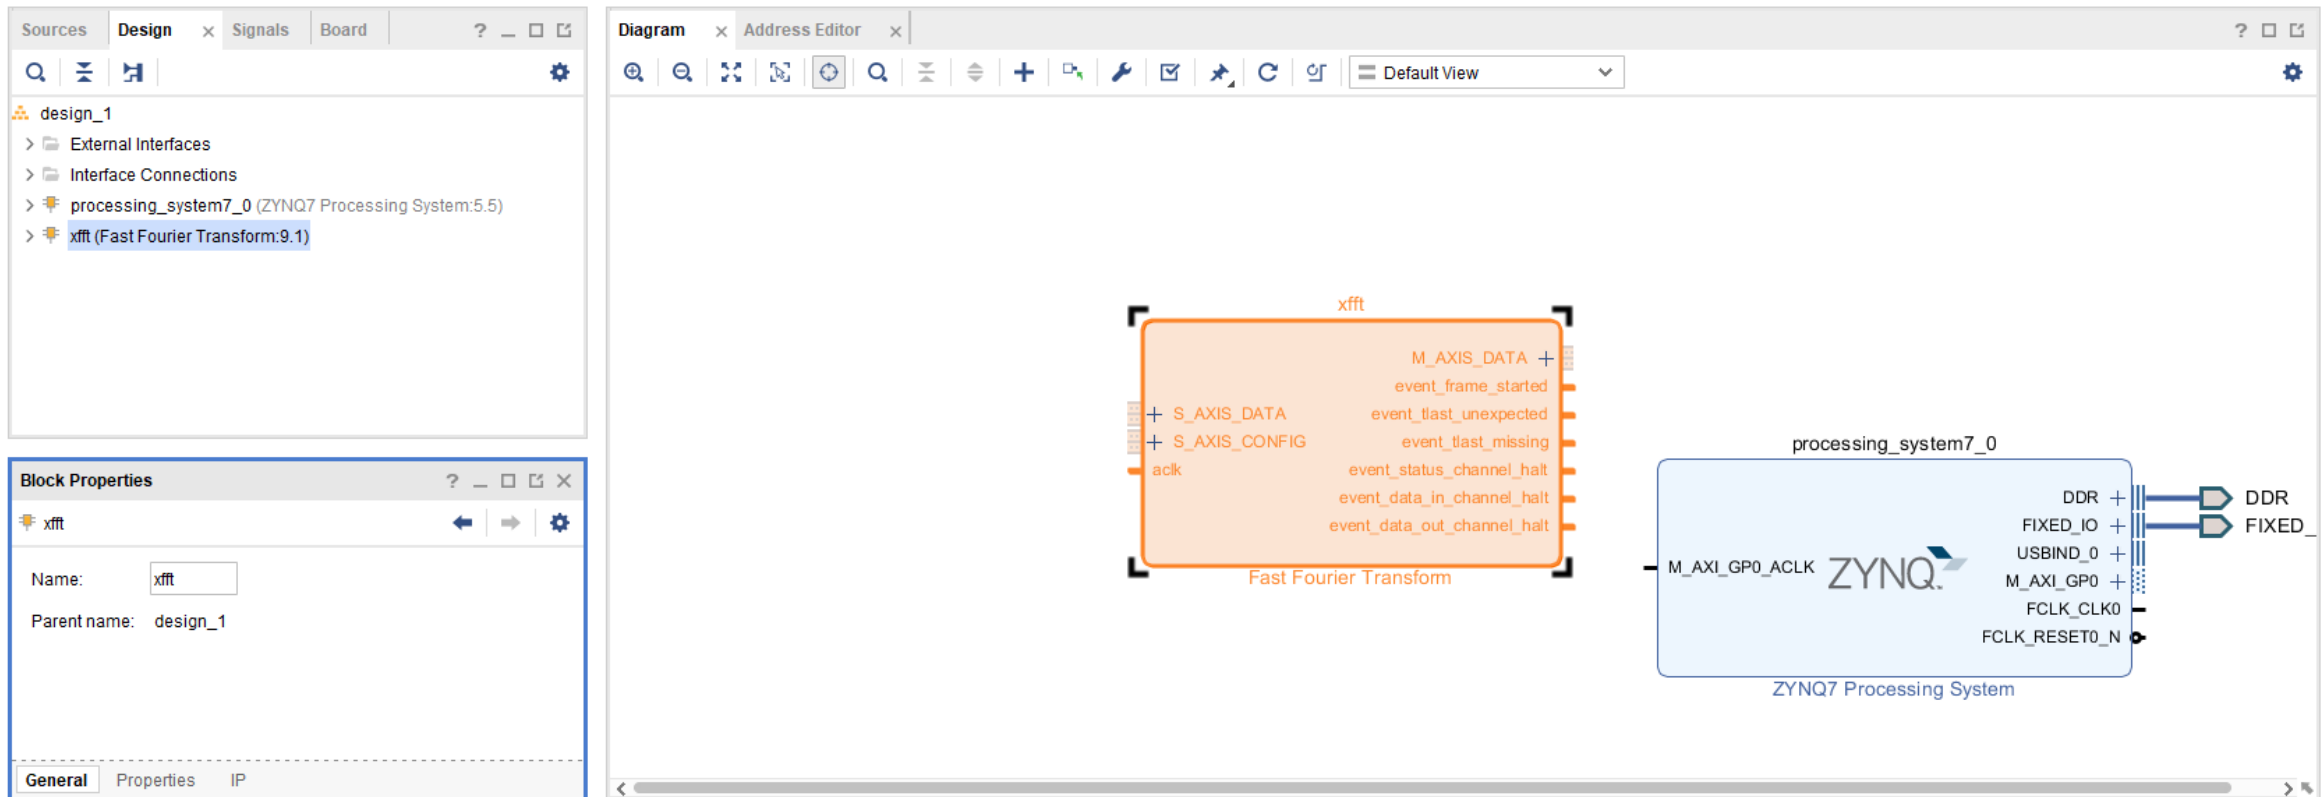 Sources Design Signals Board
design_1
External Interfaces
Interface Connections
processing_system7_0 (ZYNQ7 Processing System:5.5)
xfft (Fast Fourier Transform:9.1)
Block Properties
xfft
Name: xfft
Parent name: design_1
General Properties IP
Diagram Address Editor
Default View
xfft
M_AXIS_DATA
event_frame_started
S_AXIS_DATA event_tlast_unexpected
S_AXIS_CONFIG event_tlast_missing
aclk event_status_channel_halt
event_data_in_channel_halt
event_data_out_channel_halt
Fast Fourier Transform
processing_system7_0
DDR DDR
FIXED_IO FIXED_
USBIND_0
M_AXI_GP0_ACLK ZYNQ M_AXI_GP0
FCLK_CLK0
FCLK_RESET0_N
ZYNQ7 Processing System